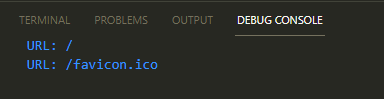 TERMINAL PROBLEMS OUTPUT DEBUG CONSOLE
URL: /
URL: /favicon.ico